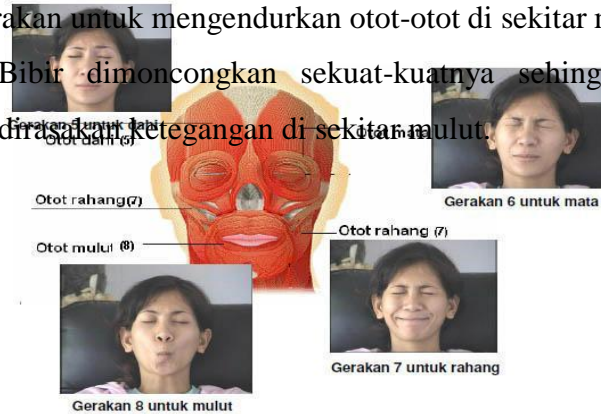 rakan untuk mengendurkan otot-otot di sekitar m
Bibir dimoncongkan sekuat-kuatnya sehing
dirasakan ketegangan di sekitar mulut.
Gerakan 5 untuk dahi
Otot dahi (5)
Otot mata
Gerakan 6 untuk mata
Otot rahang(7)
Otot rahang (7)
Otot mulut (8)
Gerakan 7 untuk rahang
Gerakan 8 untuk mulut